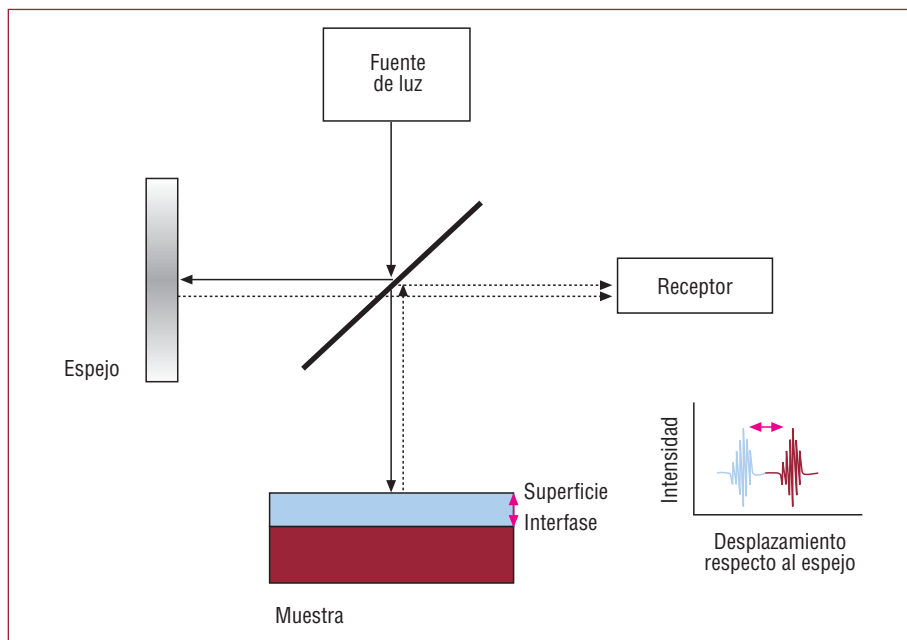 Fuente
de luz
Receptor
Espejo
Superficie
Interfase
Muestra
Intensidad
Desplazamiento
respecto al espejo